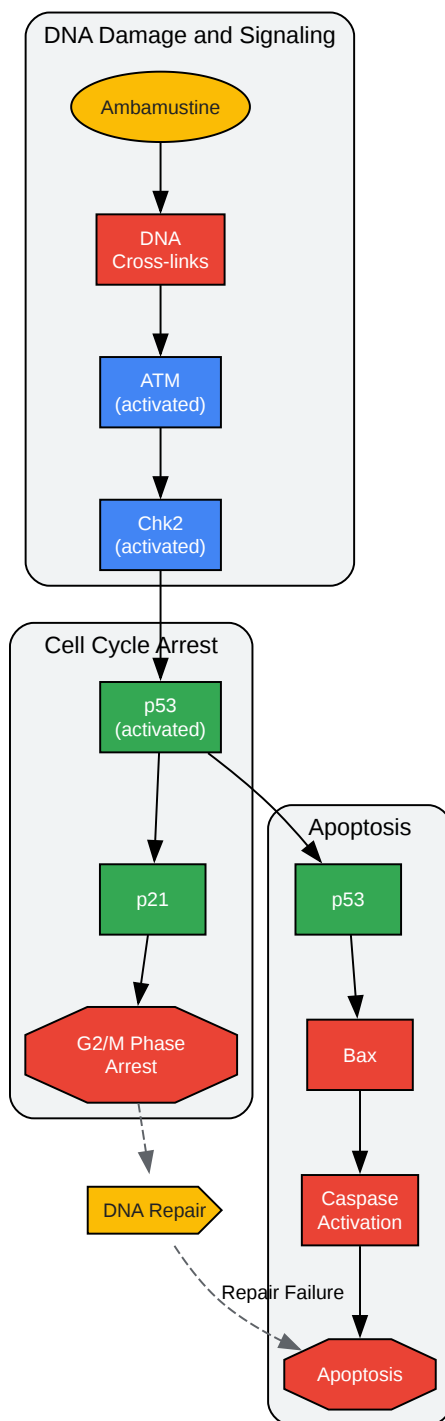 DNA Damage and Signaling
Ambamustine
DNA
Cross-links
ATM
(activated)
Chk2
(activated)
Cell Cycle Arrest
p53
(activated)
Apoptosis
p21
p53
G2/M Phase
Arrest
Bax
Caspase
Activation
DNA Repair
Repair Failure
Apoptosis